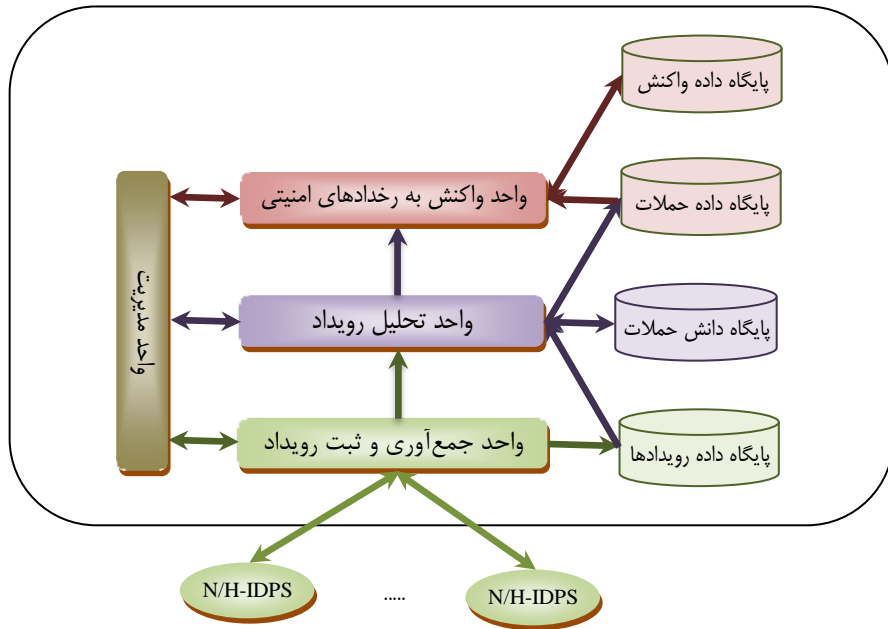 پایگاه داده واکنش
واحد واکنش به رخدادهای امنیتی
پایگاه داده حملات
واحد مدیریت
واحد تحلیل رویداد
پایگاه دانش حملات
واحد جمع‌آوری و ثبت رویداد
پایگاه داده رویدادها
N/H-IDPS
.....
N/H-IDPS